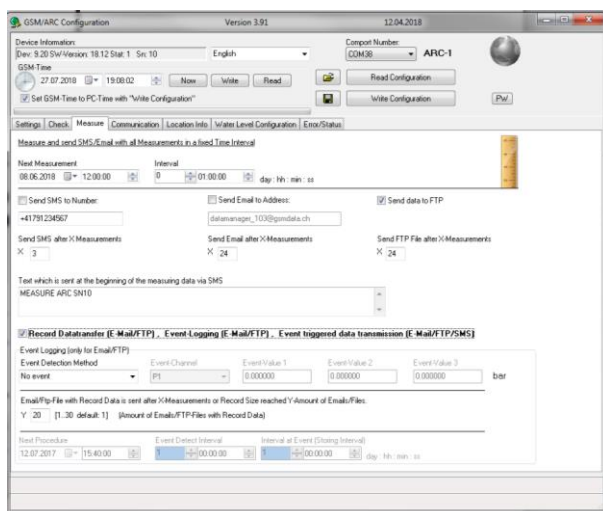 GSM/ARC Configuration Version 3.91 12.04.2018
Device Information: Comport Number:
Dev: 9.20 SW-Version: 18.12 Stat: 1 Sn: 10 English COM38 ARC-1
GSM-Time
27.07.2018 19:08:02 Now Write Read Read Configuration
Set GSM-Time to PC-Time with "Write Configuration" Write Configuration PW
Settings Check Measure Communication Location Info Water Level Configuration Error/Status
Measure and send SMS/Email with all Measurements in a fixed Time Interval
Next Measurement Interval
08.06.2018 12:00:00 0 01:00:00 day : hh : min : ss
Send SMS to Number: Send Email to Address: Send data to FTP
+41791234567 datamanager_103@gsmdata.ch
Send SMS after X-Measurements Send Email after X-Measurements Send FTP File after X-Measurements
X 3 X 24 X 24
Text which is sent at the beginning of the measuring data via SMS
MEASURE ARC SN10
Record Datatransfer (E-Mail/FTP) , Event-Logging (E-Mail/FTP) , Event triggered data transmission (E-Mail/FTP/SMS)
Event Logging (only for Email/FTP)
Event Detection Method Event Channel Event-Value 1 Event-Value 2 Event-Value 3
No event P1 0.000000 0.000000 0.000000 bar
Email/Ftp-File with Record Data is sent after X-Measurements or Record Size reached Y-Amount of Emails/Files.
Y 20 [1..30 default: 1] (Amount of Emails/FTP-Files with Record Data)
Next Procedure Event Detect Interval Interval at Event (Storing Interval)
12.07.2017 15:40:00 1 00:00:00 1 00:00:00 day : hh : min : ss